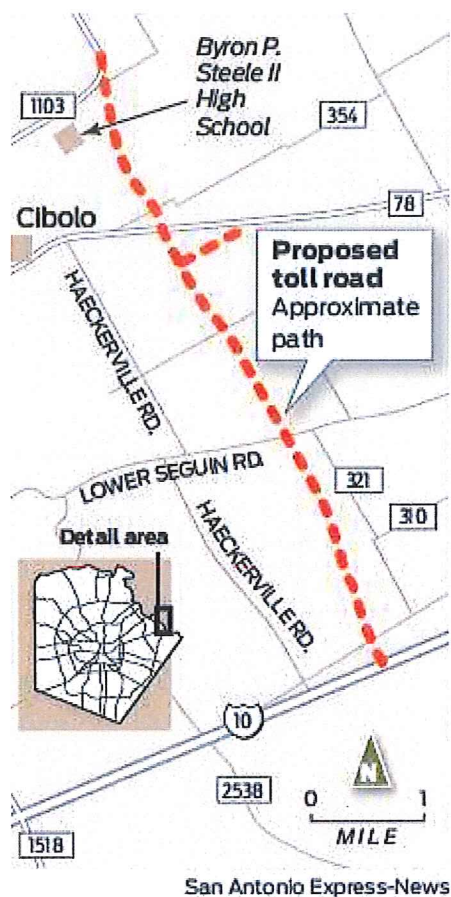 Byron P.
Steele II
High
School
1103
354
78
Cibolo
Proposed
toll road
Approximate
path
HAECKERVILLE RD.
LOWER SEGUIN RD.
321
310
HAECKERVILLE RD.
Detail area
10
N
2538
0 1
MILE
1518
San Antonio Express-News